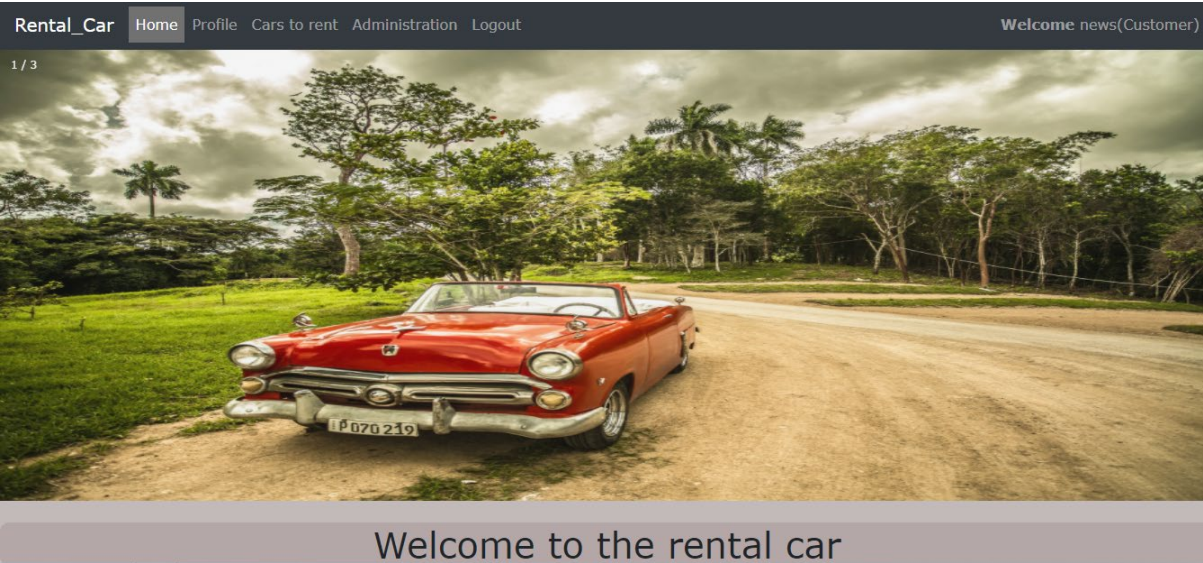 Rental_Car Home Profile Cars to rent Administration Logout Welcome news(Customer)
1 / 3
P 070 219
Welcome to the rental car